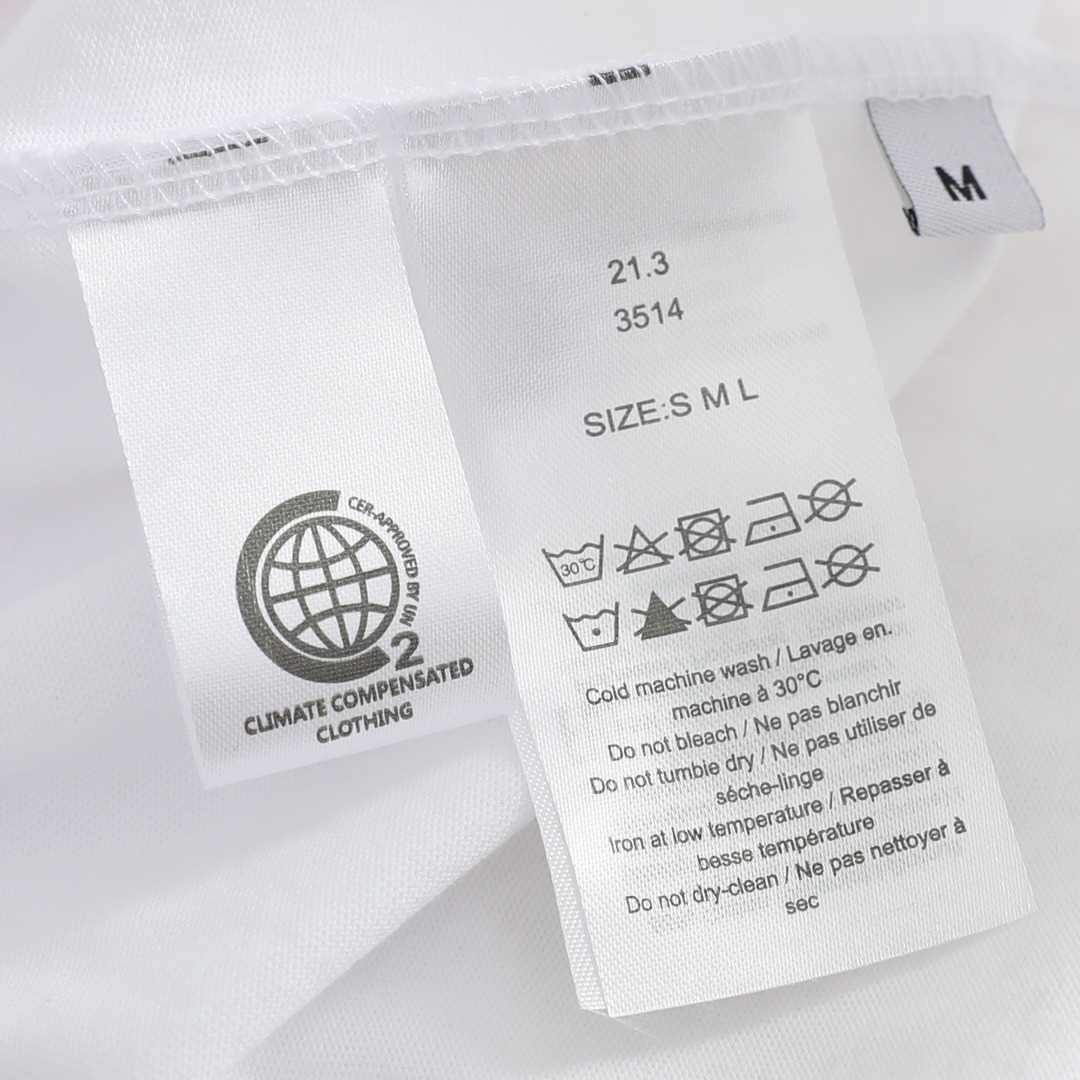 CER-APPROVED BY UN
2
CLIMATE COMPENSATED
CLOTHING
21.3
3514
SIZE:S M L
30°C
Cold machine wash / Lavage en.
machine à 30°C
Do not bleach / Ne pas blanchir
Do not tumble dry / Ne pas utiliser de
séche-linge
Iron at low temperature / Repasser à
besse température
Do not dry-clean / Ne pas nettoyer à
sec
M